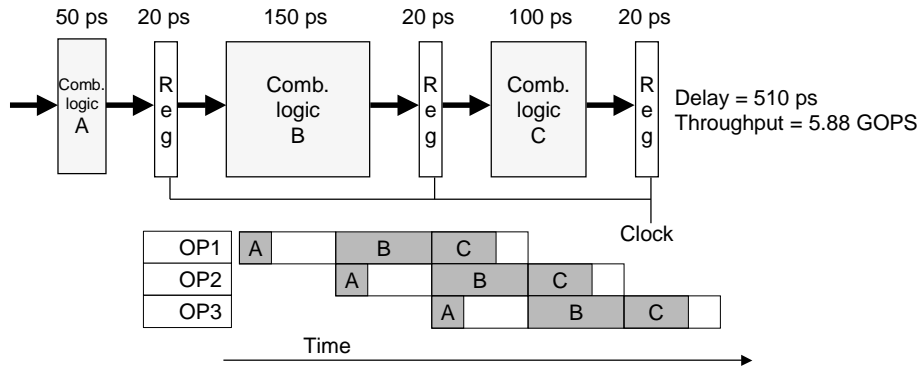 50 ps 20 ps 150 ps 20 ps 100 ps 20 ps
Comb.
logic
A
R
e
g
Comb.
logic
B
R
e
g
Comb.
logic
C
R
e
g
Delay = 510 ps
Throughput = 5.88 GOPS
Clock
OP1 A B C
OP2 A B C
OP3 A B C
Time